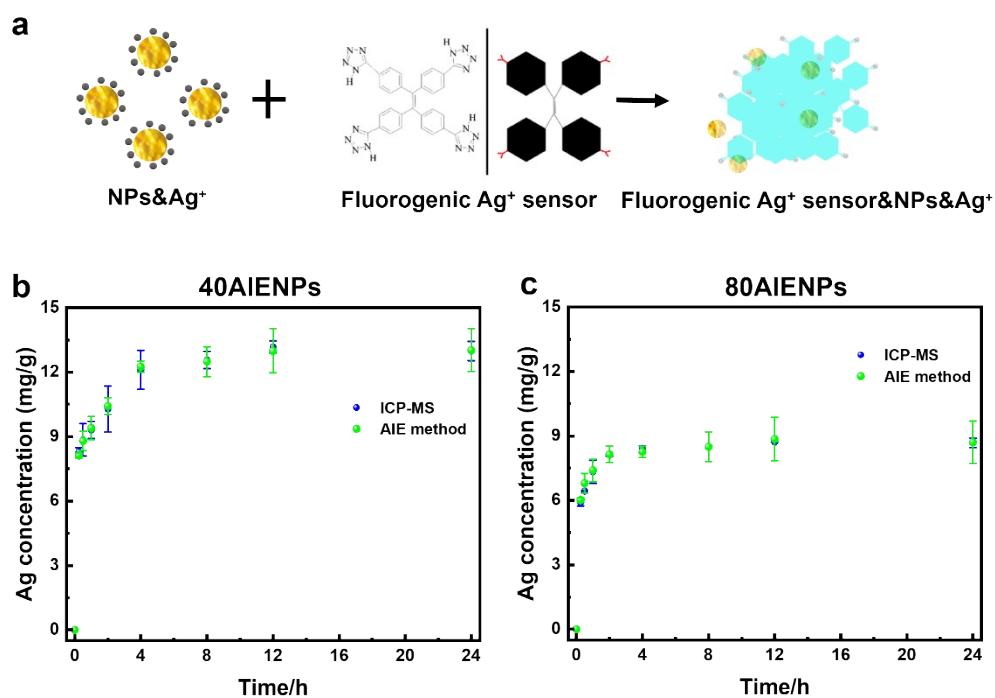 a
N N
N N
H
H
N N
N N
N N
N N
H
H
N N
N N
NPs&Ag⁺
Fluorogenic Ag⁺ sensor
Fluorogenic Ag⁺ sensor&NPs&Ag⁺
b
40AIENPs
15
12
9
6
3
0
Ag concentration (mg/g)
ICP-MS
AIE method
0 4 8 12 16 20 24
Time/h
c
80AIENPs
15
12
9
6
3
0
Ag concentration (mg/g)
ICP-MS
AIE method
0 4 8 12 16 20 24
Time/h